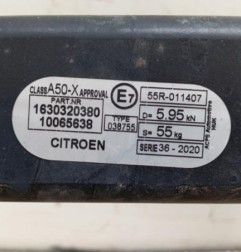 CLASS A50-X APPROVAL E7 55R-011407
PART.NR
1630320380
10065638
TYPE
038755
D= 5.95 kN
S= 55 kg
CITROEN
SERIE 36 - 2020